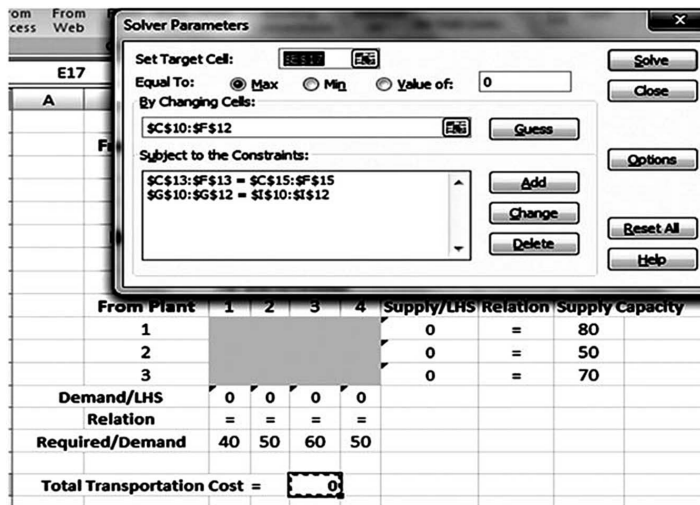 om From
cess Web
Solver Parameters
Set Target Cell: $E$17
Equal To: Max Min Value of: 0
By Changing Cells:
$C$10:$F$12
Guess
Subject to the Constraints:
$C$13:$F$13 = $C$15:$F$15
$G$10:$G$12 = $I$10:$I$12
Add
Change
Delete
Solve
Close
Options
Reset All
Help
E17
A
From Plant 1 2 3 4 Supply/LHS Relation Supply Capacity
1 0 = 80
2 0 = 50
3 0 = 70
Demand/LHS 0 0 0 0
Relation = = = =
Required/Demand 40 50 60 50
Total Transportation Cost = 0